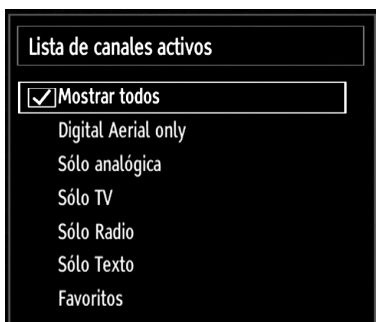 Lista de canales activos
Mostrar todos
Digital Aerial only
Sólo analógica
Sólo TV
Sólo Radio
Sólo Texto
Favoritos